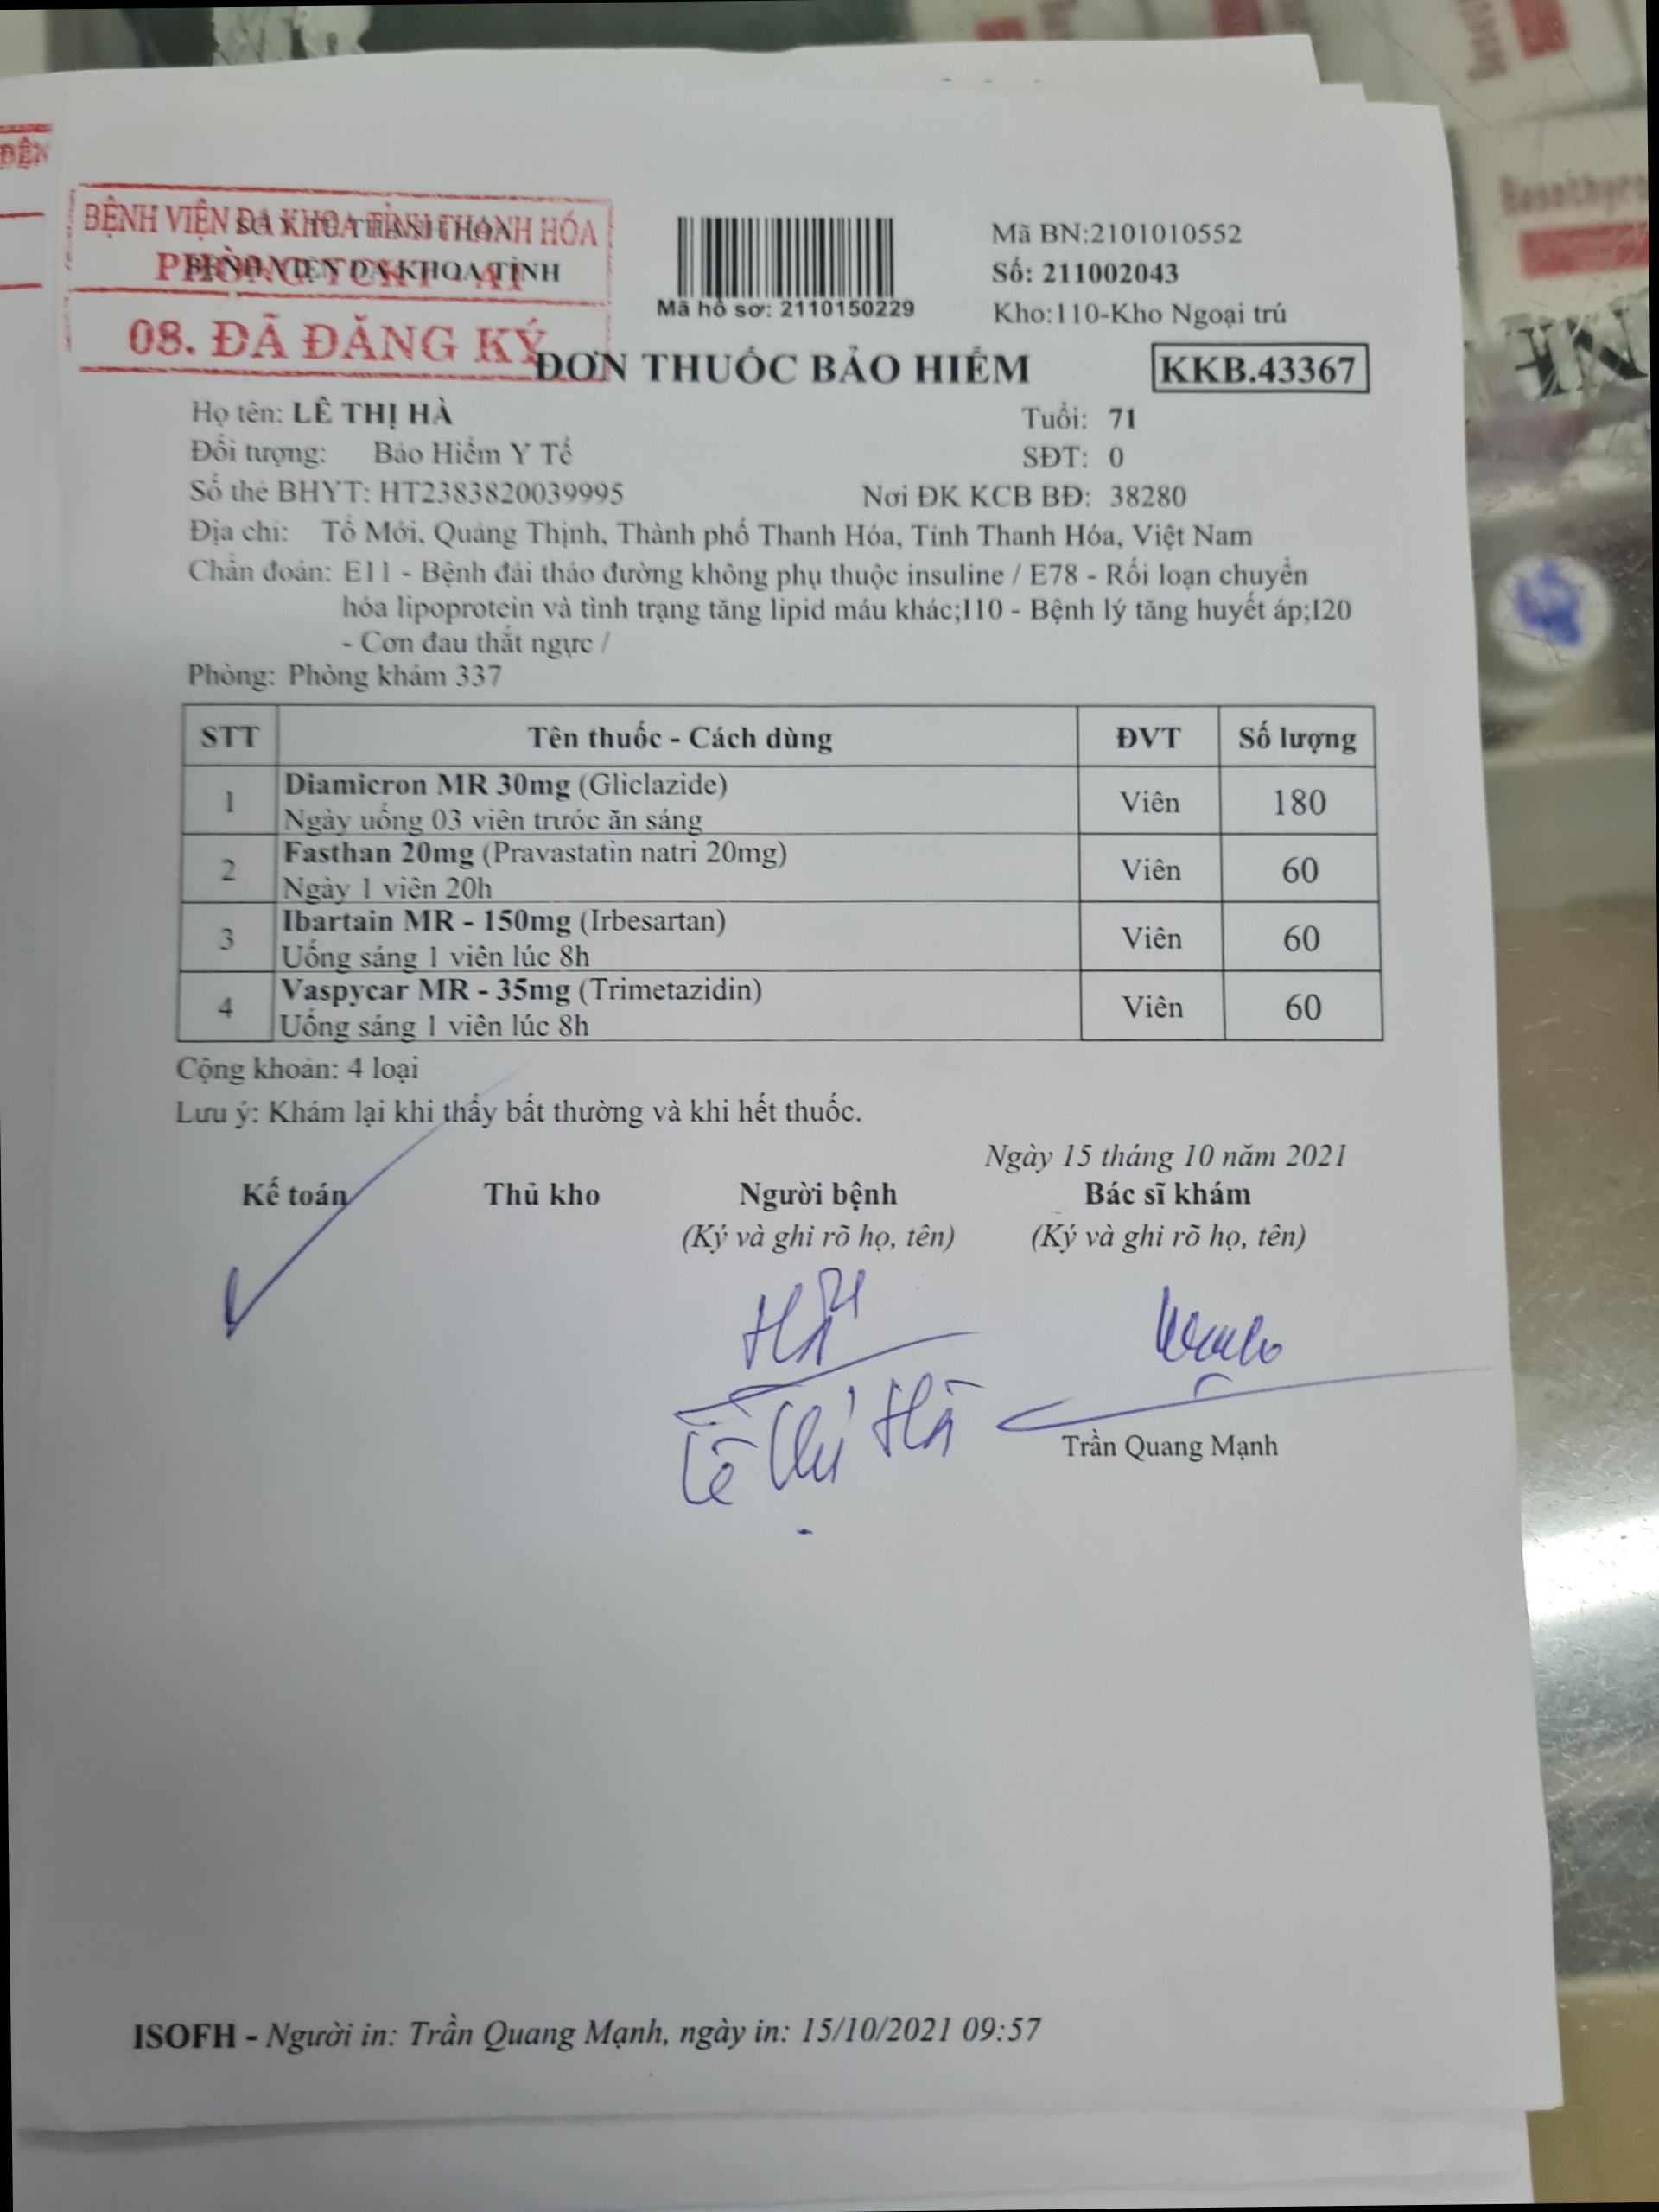 BỆNH VIỆN ĐA KHOA TỈNH THANH HÓA
SỞ Y TẾ THANH HÓA
BỆNH VIỆN ĐA KHOA TỈNH
08. ĐÃ ĐĂNG KÝ
Mã hồ sơ: 2110150229
Mã BN:2101010552
Số: 211002043
Kho:110-Kho Ngoại trú
ĐƠN THUỐC BẢO HIỂM
KKB.43367
Họ tên: LÊ THỊ HÀ Tuổi: 71
Đối tượng: Bảo Hiểm Y Tế SĐT: 0
Số thẻ BHYT: HT2383820039995 Nơi ĐK KCB BĐ: 38280
Địa chỉ: Tổ Mới, Quảng Thịnh, Thành phố Thanh Hóa, Tỉnh Thanh Hóa, Việt Nam
Chẩn đoán: E11 - Bệnh đái tháo đường không phụ thuộc insuline / E78 - Rối loạn chuyển
hóa lipoprotein và tình trạng tăng lipid máu khác;I10 - Bệnh lý tăng huyết áp;I20
- Cơn đau thắt ngực /
Phòng: Phòng khám 337
STT Tên thuốc - Cách dùng ĐVT Số lượng
1 Diamicron MR 30mg (Gliclazide) Viên 180
Ngày uống 03 viên trước ăn sáng
2 Fasthan 20mg (Pravastatin natri 20mg) Viên 60
Ngày 1 viên 20h
3 Ibartain MR - 150mg (Irbesartan) Viên 60
Uống sáng 1 viên lúc 8h
4 Vaspycar MR - 35mg (Trimetazidin) Viên 60
Uống sáng 1 viên lúc 8h
Cộng khoản: 4 loại
Lưu ý: Khám lại khi thấy bất thường và khi hết thuốc.
Ngày 15 tháng 10 năm 2021
Kế toán Thủ kho Người bệnh Bác sĩ khám
(Ký và ghi rõ họ, tên) (Ký và ghi rõ họ, tên)
Hà
Lê Thị Hà
Trần Quang Mạnh
ISOFH - Người in: Trần Quang Mạnh, ngày in: 15/10/2021 09:57